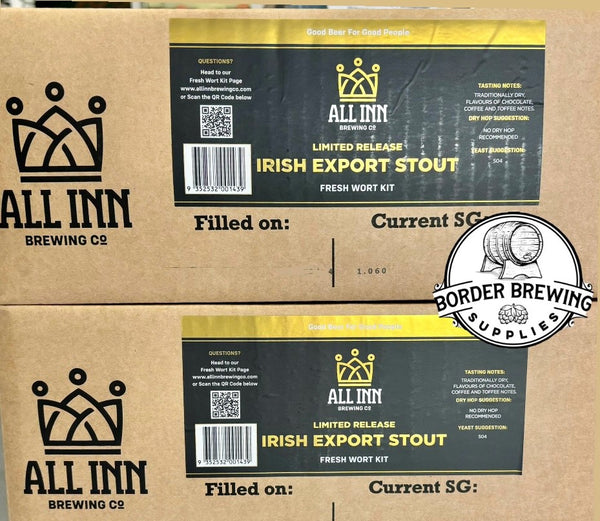 Good Beer For Good People
QUESTIONS?
Head to our
Fresh Wort Kit Page
www.allinnbrewingco.com
or Scan the QR Code below
9 352532 001439
ALL INN
BREWING Cº
LIMITED RELEASE
IRISH EXPORT STOUT
FRESH WORT KIT
TASTING NOTES:
TRADITIONALLY DRY,
FLAVOURS OF CHOCOLATE,
COFFEE AND TOFFEE NOTES.
DRY HOP SUGGESTION:
NO DRY HOP
RECOMMENDED
YEAST SUGGESTION:
S04
ALL INN
BREWING Cº
Filled on:
Current SG:
1.060
BORDER BREWING
SUPPLIES
Good Beer For Good People
QUESTIONS?
Head to our
Fresh Wort Kit Page
www.allinnbrewingco.com
or Scan the QR Code below
9 352532 001439
ALL INN
BREWING Cº
LIMITED RELEASE
IRISH EXPORT STOUT
FRESH WORT KIT
TASTING NOTES:
TRADITIONALLY DRY,
FLAVOURS OF CHOCOLATE,
COFFEE AND TOFFEE NOTES.
DRY HOP SUGGESTION:
NO DRY HOP
RECOMMENDED
YEAST SUGGESTION:
S04
ALL INN
BREWING Cº
Filled on:
Current SG: